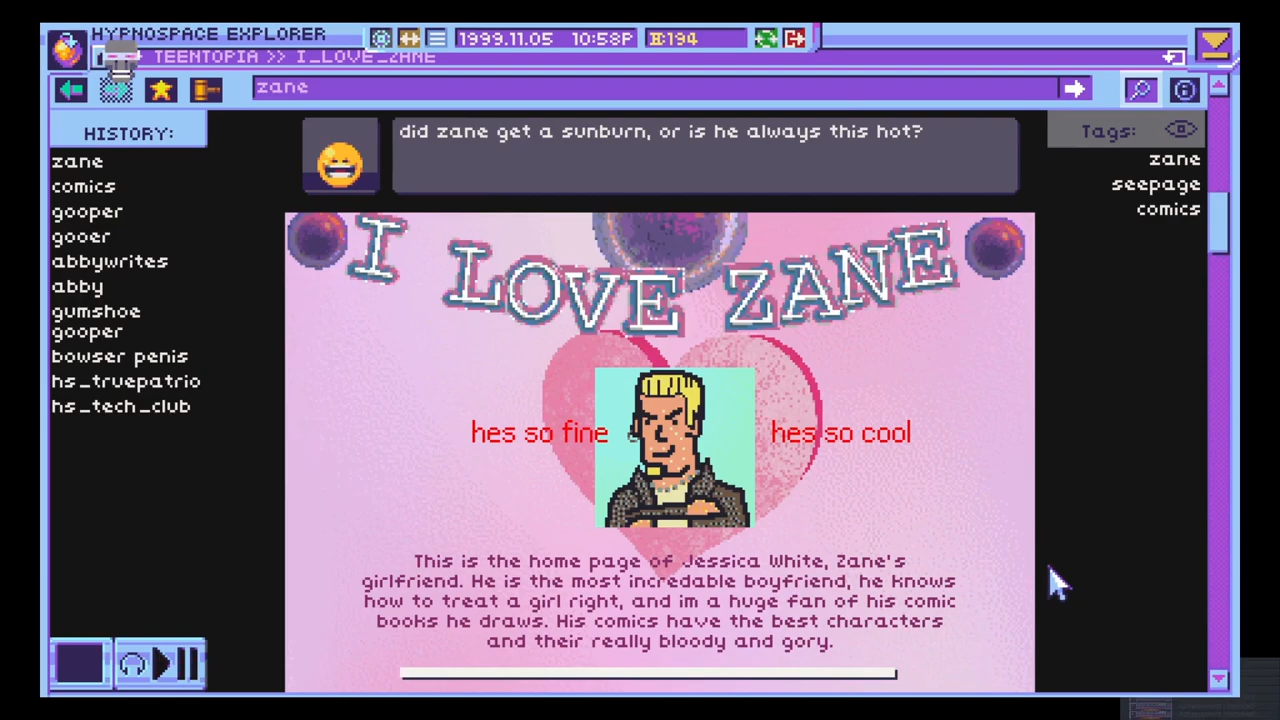 HYPNOSPACE EXPLORER
1999.11.05 10:58P
194
TEENTOPIA >> I_LOVE_ZANE
zane
HISTORY:
zane
comics
gooper
gooer
abbywrites
abby
gumshoe
gooper
bowser penis
hs_truepatrio
hs_tech_club
did zane get a sunburn, or is he always this hot?
Tags:
zane
seepage
comics
I LOVE ZANE
hes so fine
hes so cool
This is the home page of Jessica White, Zane's
girlfriend. He is the most incredable boyfriend, he knows
how to treat a girl right, and im a huge fan of his comic
books he draws. His comics have the best characters
and their really bloody and gory.